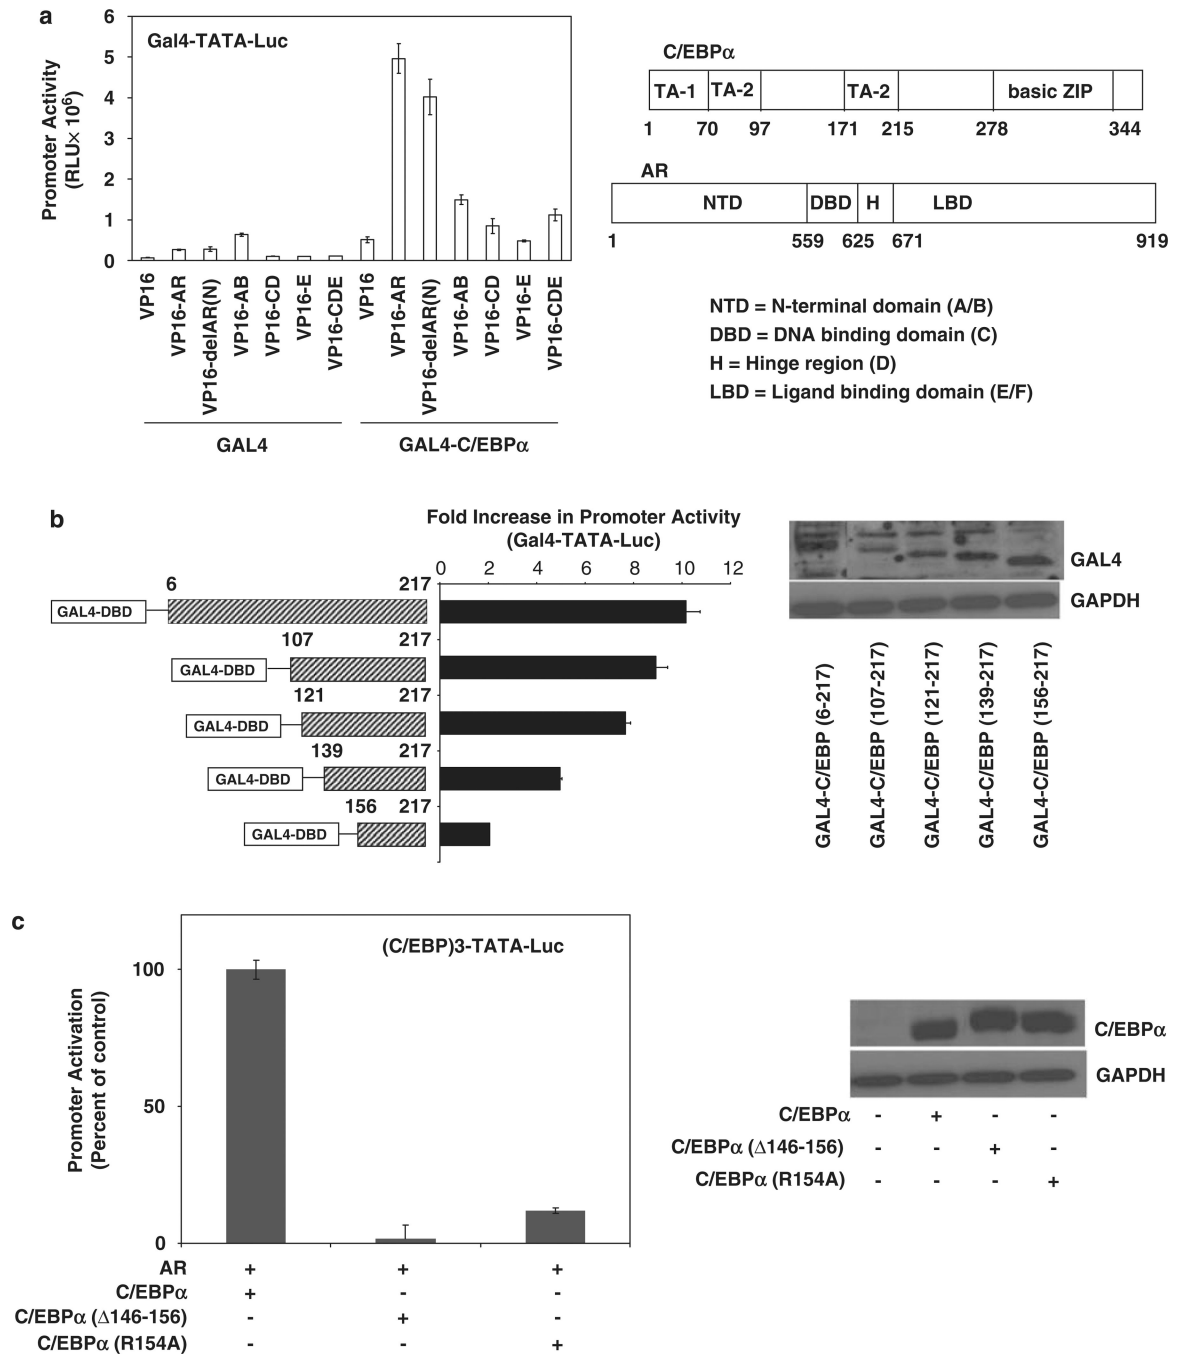 a
Gal4-TATA-Luc
Promoter Activity
(RLU× 10⁶)
6
5
4
3
2
1
0
VP16
VP16-AR
VP16-delAR(N)
VP16-AB
VP16-CD
VP16-E
VP16-CDE
VP16
VP16-AR
VP16-delAR(N)
VP16-AB
VP16-CD
VP16-E
VP16-CDE
GAL4
GAL4-C/EBPα
C/EBPα
TA-1 TA-2 TA-2 basic ZIP
1 70 97 171 215 278 344
AR
NTD DBD H LBD
1 559 625 671 919
NTD = N-terminal domain (A/B)
DBD = DNA binding domain (C)
H = Hinge region (D)
LBD = Ligand binding domain (E/F)
b
Fold Increase in Promoter Activity
(Gal4-TATA-Luc)
0 2 4 6 8 10 12
6 217
GAL4-DBD
107 217
GAL4-DBD
121 217
GAL4-DBD
139 217
GAL4-DBD
156 217
GAL4-DBD
GAL4
GAPDH
GAL4-C/EBP (6-217)
GAL4-C/EBP (107-217)
GAL4-C/EBP (121-217)
GAL4-C/EBP (139-217)
GAL4-C/EBP (156-217)
c
(C/EBP)3-TATA-Luc
Promoter Activation
(Percent of control)
100
50
0
AR + + +
C/EBPα + - -
C/EBPα (Δ146-156) - + -
C/EBPα (R154A) - - +
C/EBPα
GAPDH
C/EBPα - + - -
C/EBPα (Δ146-156) - - + -
C/EBPα (R154A) - - - +